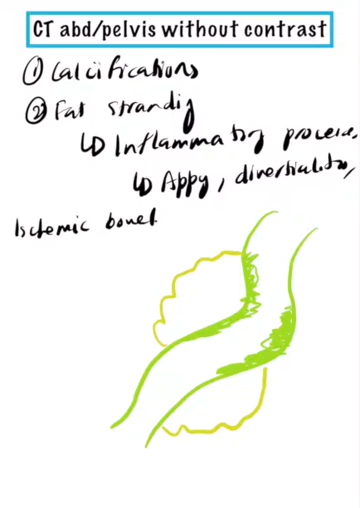 CT abd/pelvis without contrast
① Calcifications
② Fat stranding
↳ Inflammatory process,
↳ Appy, diverticulitis,
Ischemic bowel